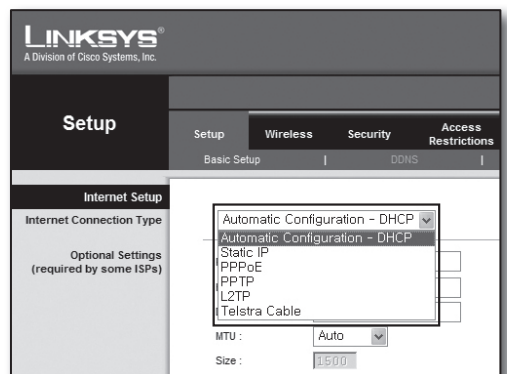 LINKSYS®
A Division of Cisco Systems, Inc.
Setup
Setup Wireless Security Access Restrictions
Basic Setup | DDNS |
Internet Setup
Internet Connection Type
Automatic Configuration - DHCP
Automatic Configuration - DHCP
Static IP
PPPoE
PPTP
L2TP
Telstra Cable
Optional Settings
(required by some ISPs)
MTU : Auto
Size : 1500